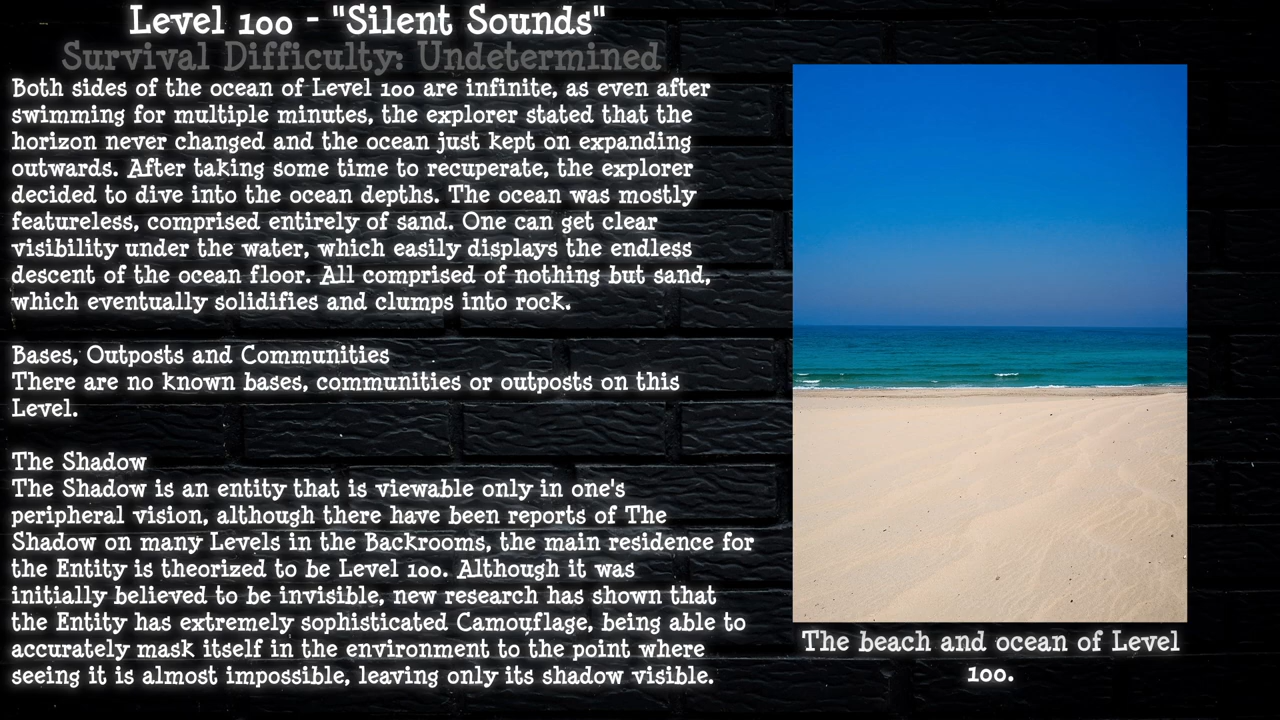 Level 100 - "Silent Sounds"
Survival Difficulty: Undetermined
Both sides of the ocean of Level 100 are infinite, as even after
swimming for multiple minutes, the explorer stated that the
horizon never changed and the ocean just kept on expanding
outwards. After taking some time to recuperate, the explorer
decided to dive into the ocean depths. The ocean was mostly
featureless, comprised entirely of sand. One can get clear
visibility under the water, which easily displays the endless
descent of the ocean floor. All comprised of nothing but sand,
which eventually solidifies and clumps into rock.
Bases, Outposts and Communities
There are no known bases, communities or outposts on this
Level.
The Shadow
The Shadow is an entity that is viewable only in one's
peripheral vision, although there have been reports of The
Shadow on many Levels in the Backrooms, the main residence for
the Entity is theorized to be Level 100. Although it was
initially believed to be invisible, new research has shown that
the Entity has extremely sophisticated Camouflage, being able to
accurately mask itself in the environment to the point where
seeing it is almost impossible, leaving only its shadow visible.
The beach and ocean of Level
100.